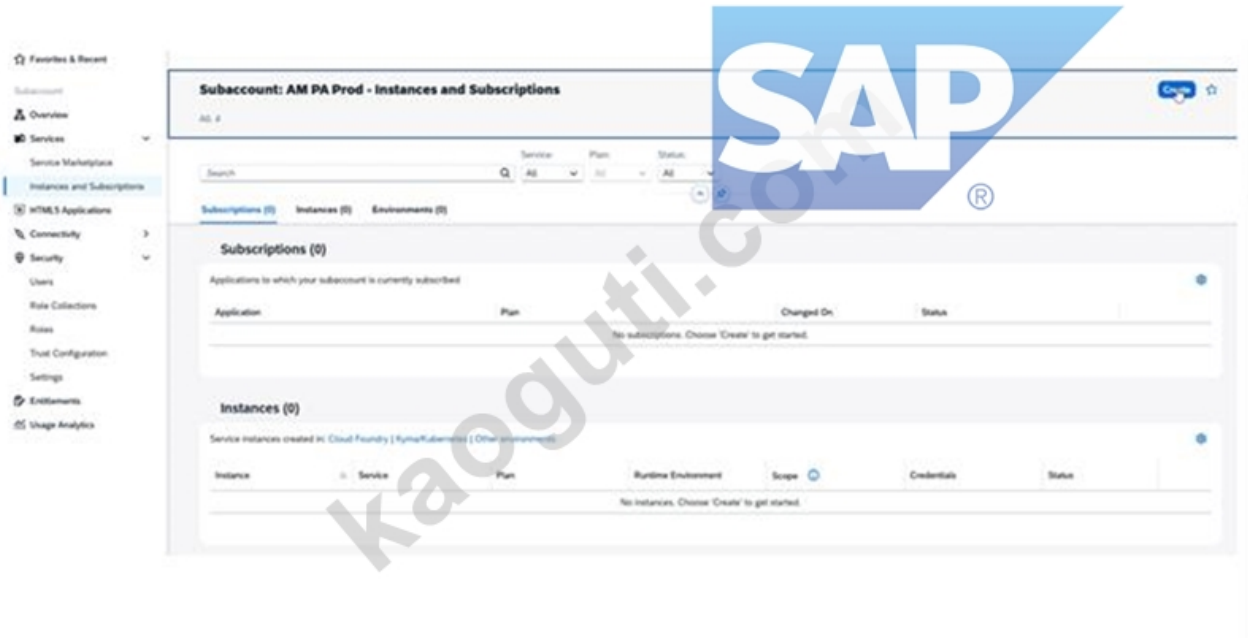 SAP
®
Favorites & Recent
Subaccount
Overview
Services
Service Marketplace
Instances and Subscriptions
HTML5 Applications
Connectivity
Security
Users
Role Collections
Roles
Trust Configuration
Settings
Entitlements
Usage Analytics
Subaccount: AM PA Prod - Instances and Subscriptions
Create
All
Service: Plan: Status:
Search All All All
Subscriptions (0) Instances (0) Environments (0)
Subscriptions (0)
Applications to which your subaccount is currently subscribed
Application Plan Changed On Status
No subscriptions. Choose 'Create' to get started.
Instances (0)
Service instances created in: Cloud Foundry | Kyma/Kubernetes | Other environments
Instance Service Plan Runtime Environment Scope Credentials Status
No instances. Choose 'Create' to get started.
kaoguti.com